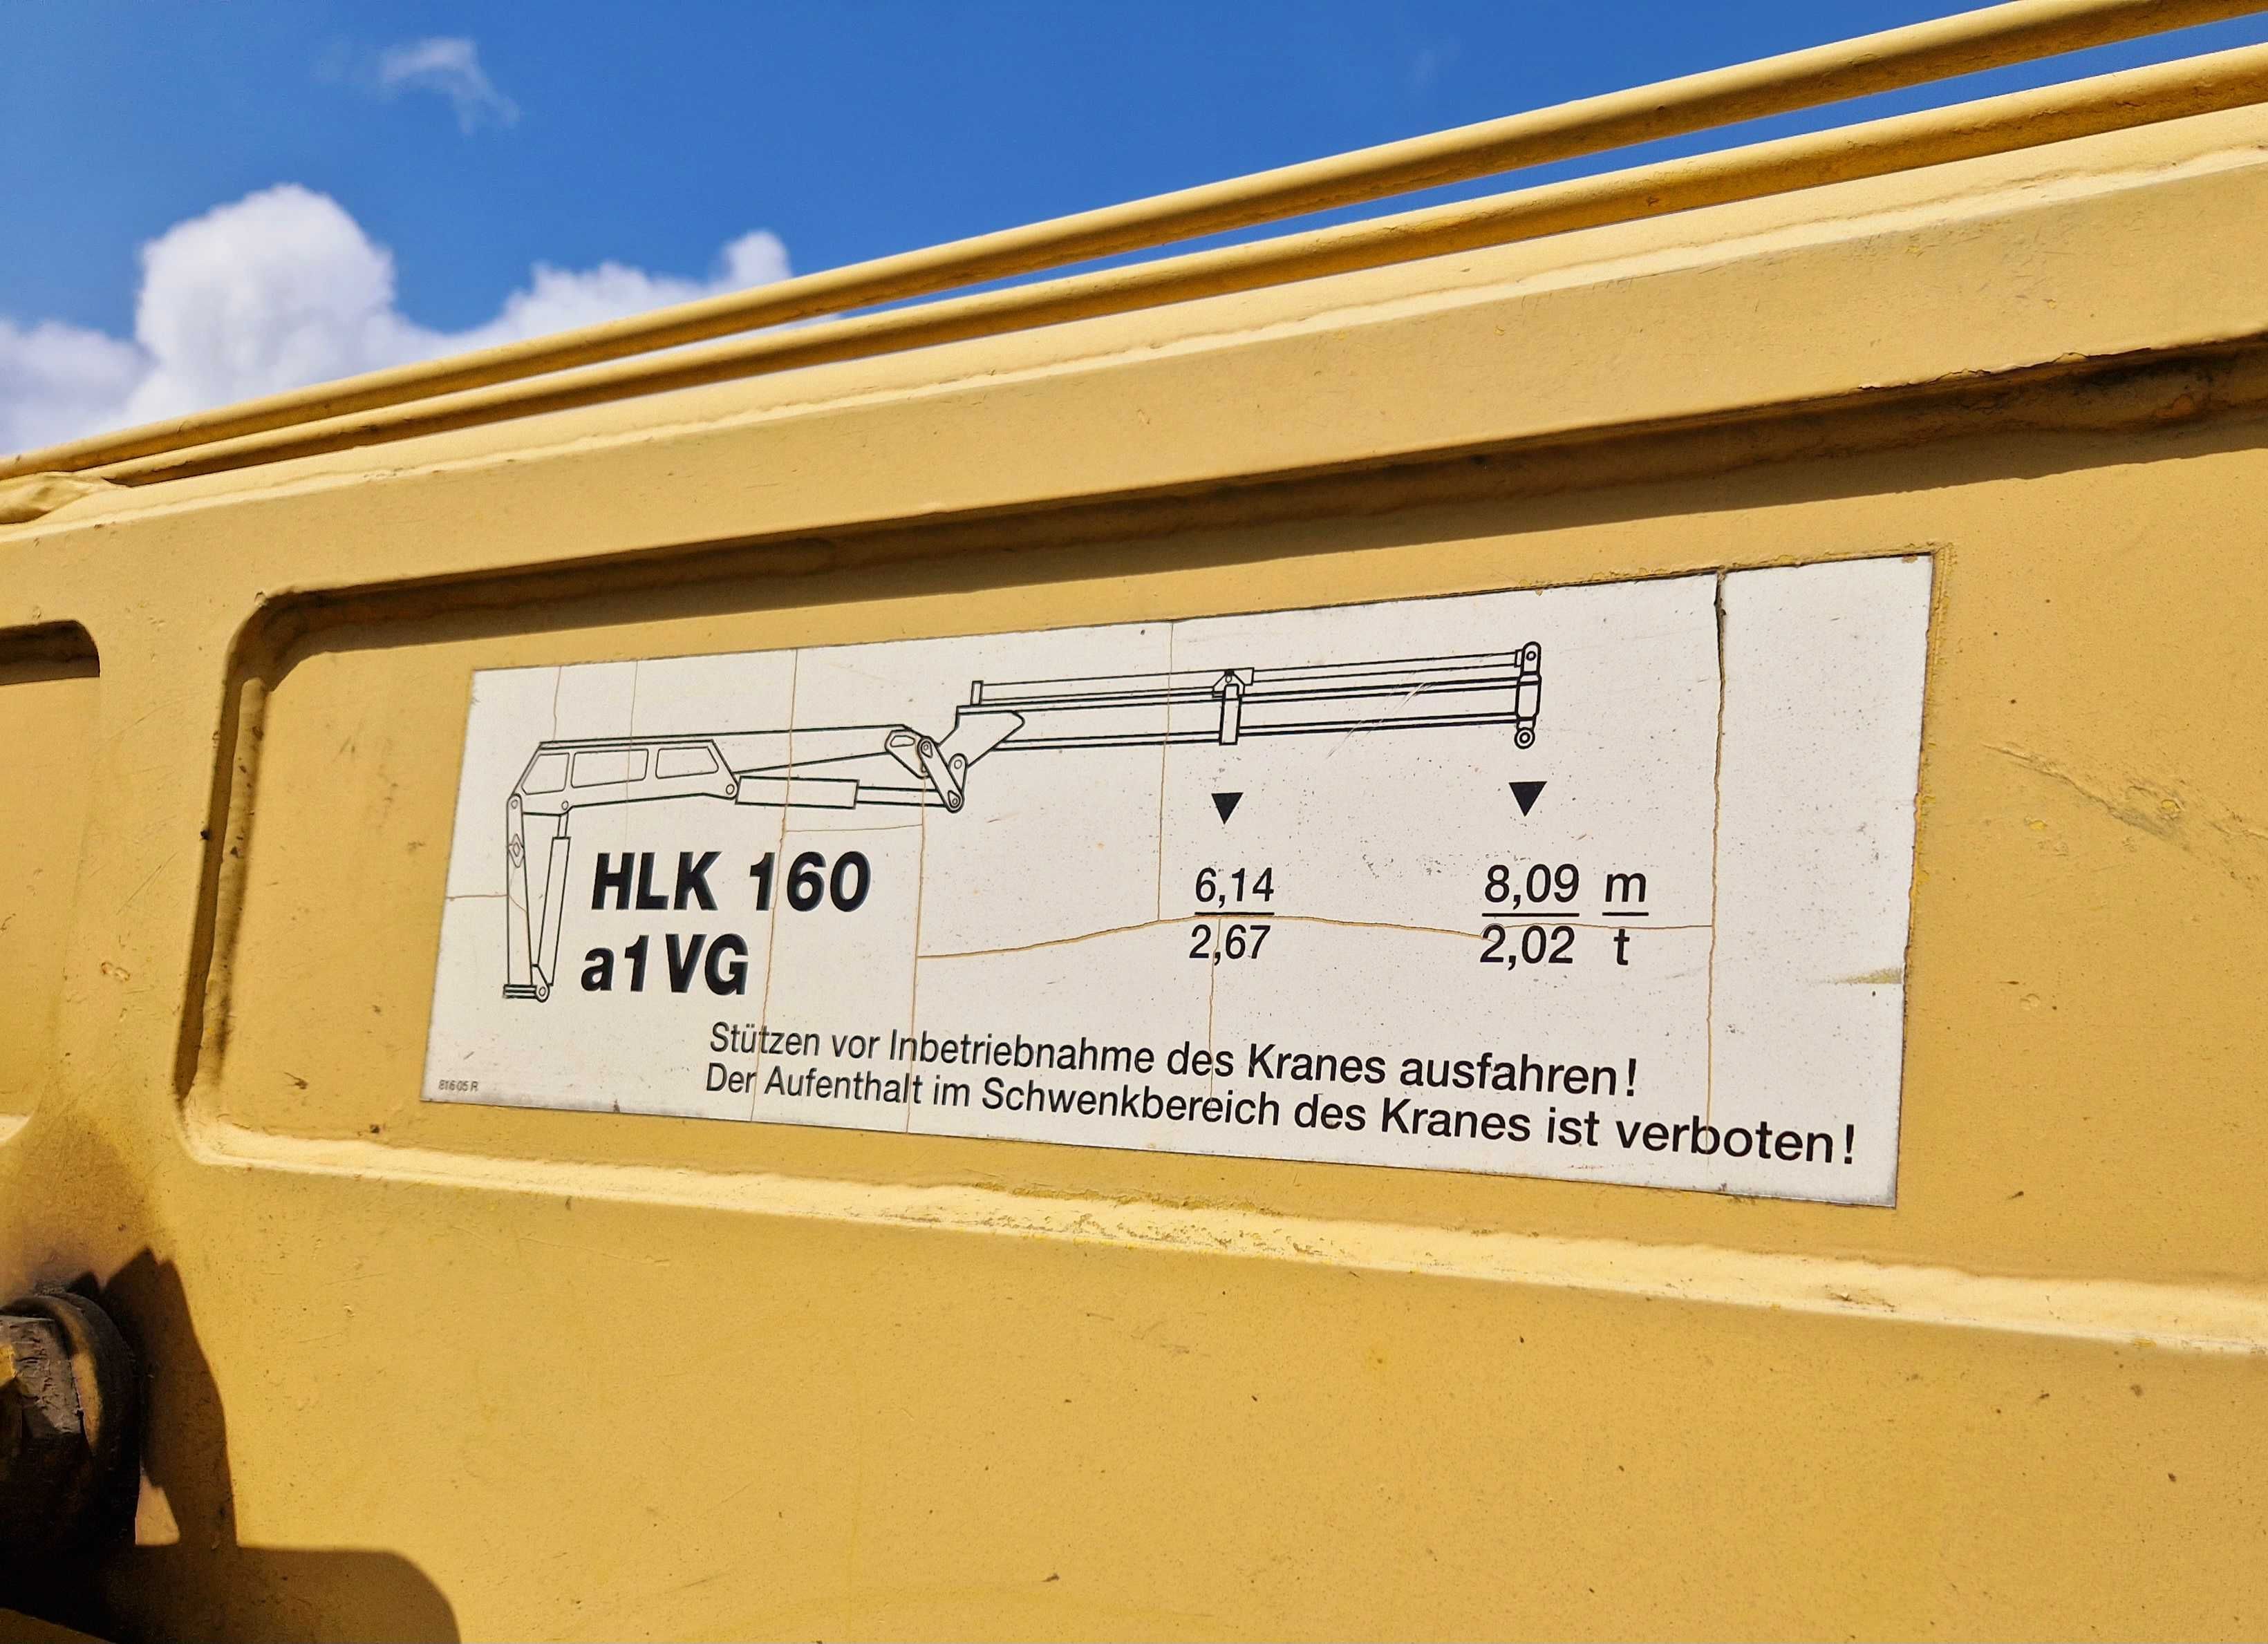 HLK 160
a1VG
6,14 8,09 m
2,67 2,02 t
Stützen vor Inbetriebnahme des Kranes ausfahren!
Der Aufenthalt im Schwenkbereich des Kranes ist verboten!
81605 R